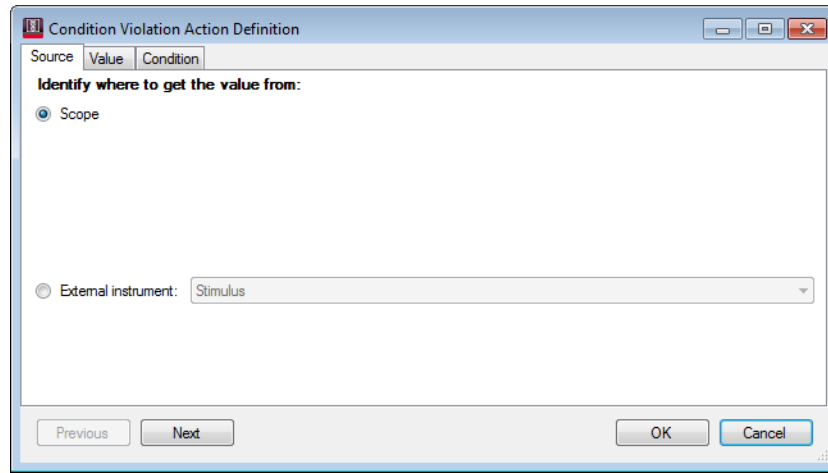 Condition Violation Action Definition
Source Value Condition
Identify where to get the value from:
Scope
External instrument: Stimulus
Previous Next OK Cancel